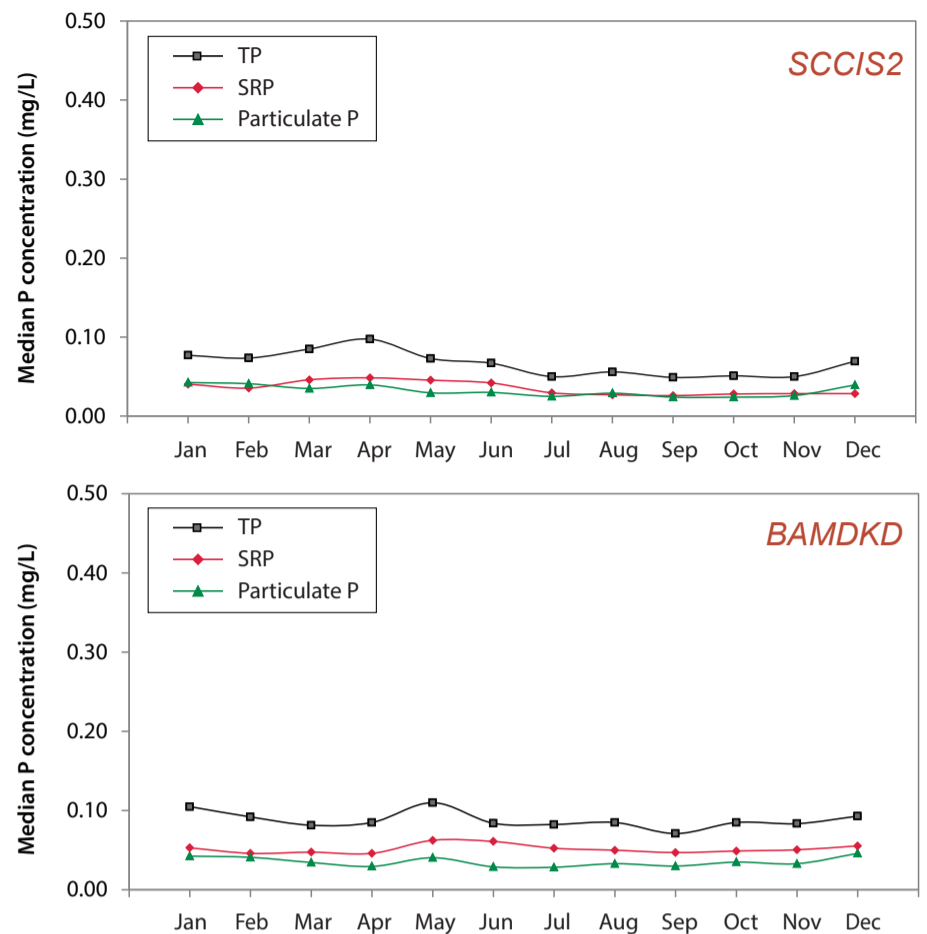 Median P concentration (mg/L)
0.50
0.40
0.30
0.20
0.10
0.00
TP
SRP
Particulate P
SCCIS2
Jan Feb Mar Apr May Jun Jul Aug Sep Oct Nov Dec
Median P concentration (mg/L)
0.50
0.40
0.30
0.20
0.10
0.00
TP
SRP
Particulate P
BAMDKD
Jan Feb Mar Apr May Jun Jul Aug Sep Oct Nov Dec